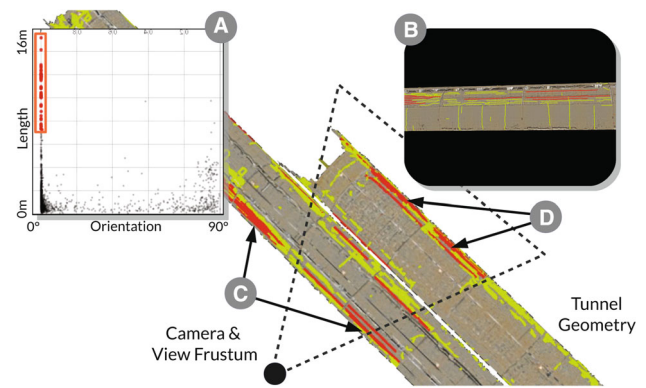 A
B
16m
Length
0m
0°
Orientation
90°
C
D
Camera &
View Frustum
Tunnel
Geometry